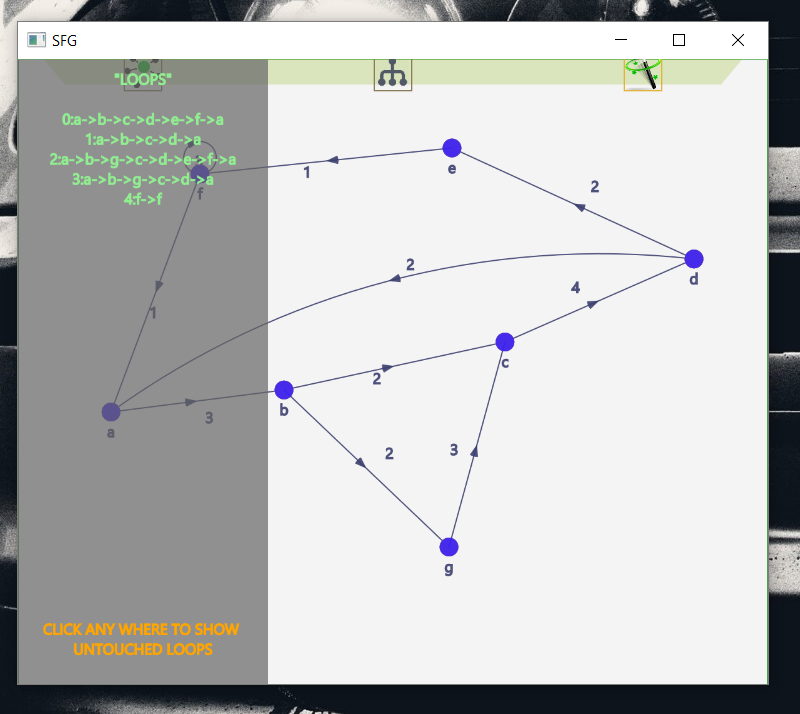 SFG
"LOOPS"
0:a->b->c->d->e->f->a
1:a->b->c->d->a
2:a->b->g->c->d->e->f->a
3:a->b->g->c->d->a
4:f->f
f
1
e
2
d
2
4
1
c
2
b
3
a
2
3
g
CLICK ANY WHERE TO SHOW
UNTOUCHED LOOPS